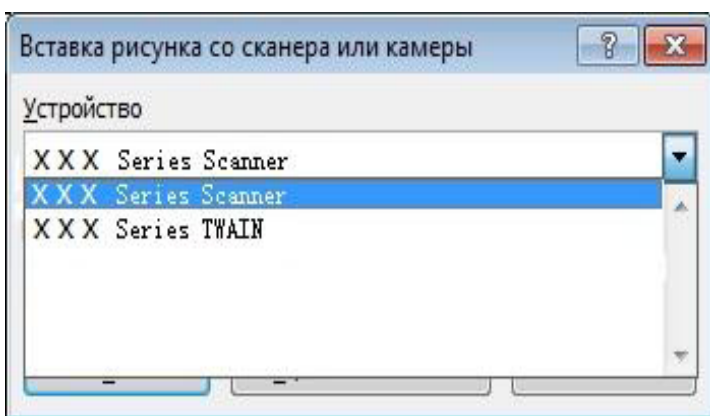 Вставка рисунка со сканера или камеры
Устройство
X X X Series Scanner
X X X Series Scanner
X X X Series TWAIN